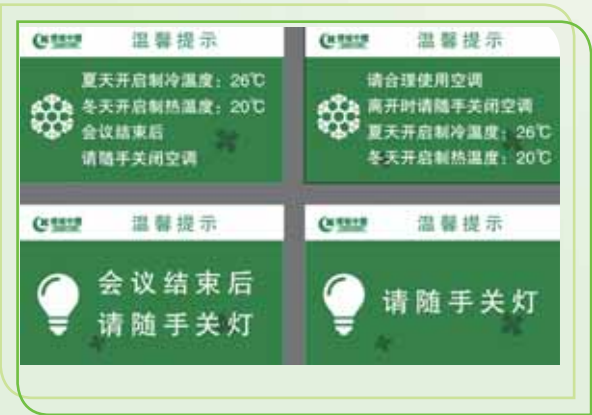 温馨提示
夏天开启制冷温度：26℃
冬天开启制热温度：20℃
会议结束后
请随手关闭空调
温馨提示
请合理使用空调
离开时请随手关闭空调
夏天开启制冷温度：26℃
冬天开启制热温度：20℃
温馨提示
会议结束后
请随手关灯
温馨提示
请随手关灯